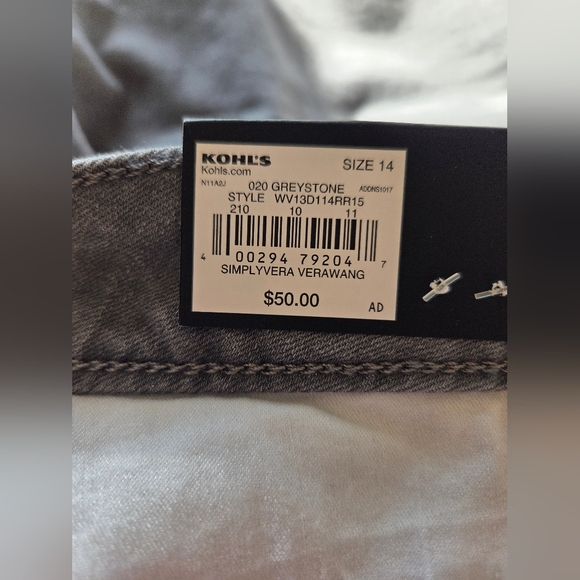 KOHL'S SIZE 14
Kohls.com
N11A2J 020 GREYSTONE ADDNS1017
STYLE WV13D114RR15
210 10 11
4 00294 79204 7
SIMPLYVERA VERAWANG
$50.00 AD